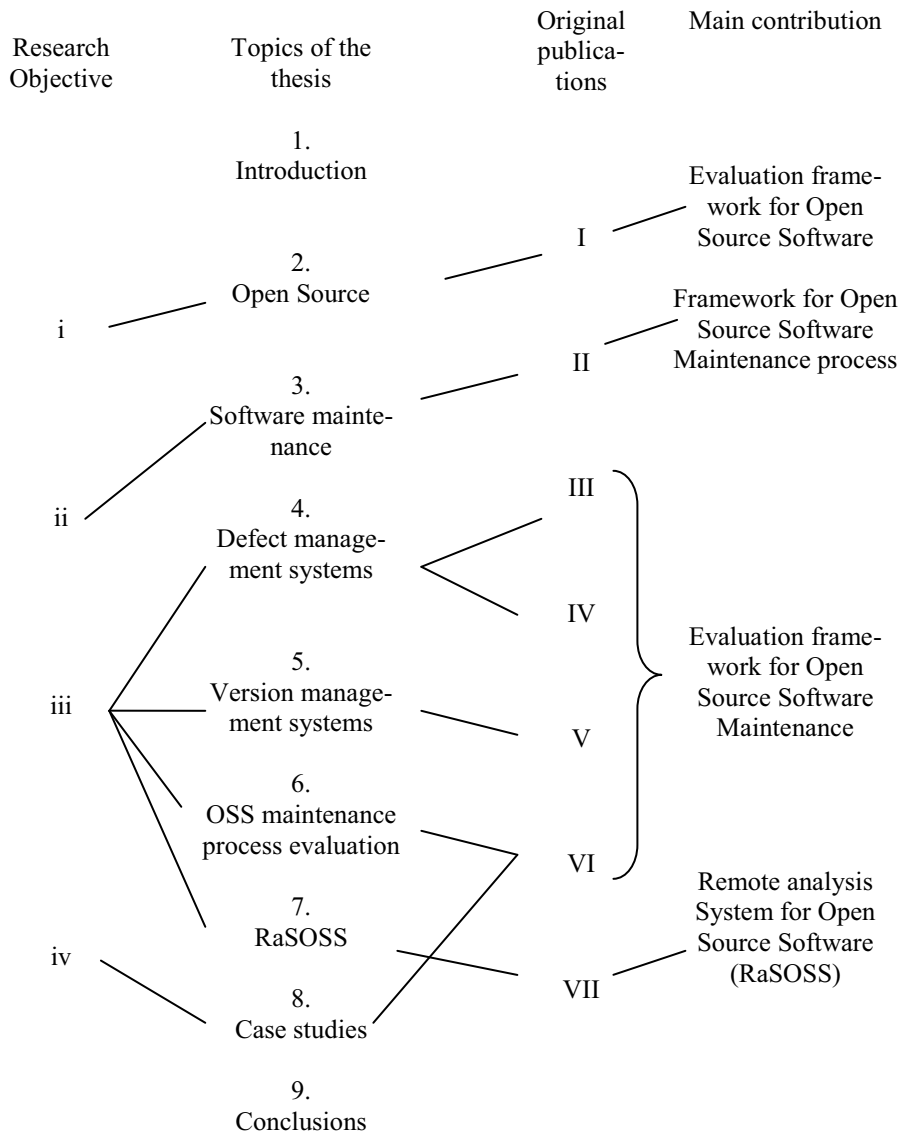 Research
Objective
Topics of the
thesis
Original
publica-
tions
Main contribution
1.
Introduction
Evaluation frame-
work for Open
Source Software
I
2.
Open Source
i
Framework for Open
Source Software
Maintenance process
II
3.
Software mainte-
nance
ii
III
4.
Defect manage-
ment systems
IV
Evaluation frame-
work for Open
Source Software
Maintenance
iii
5.
Version manage-
ment systems
V
6.
OSS maintenance
process evaluation
VI
7.
RaSOSS
Remote analysis
System for Open
Source Software
(RaSOSS)
iv
VII
8.
Case studies
9.
Conclusions